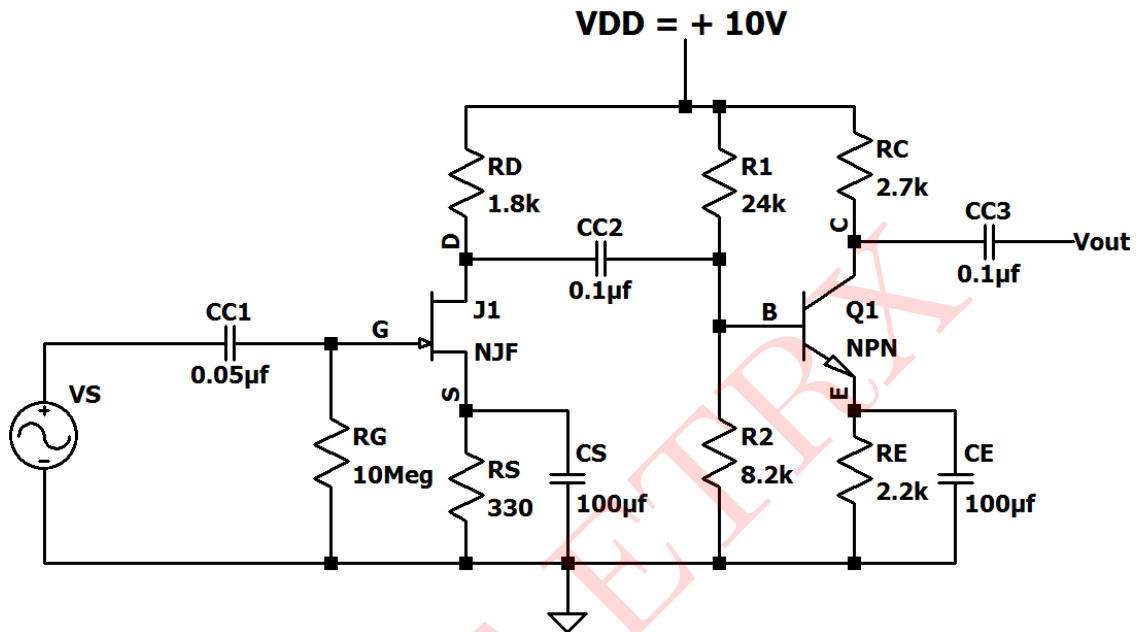 VDD = + 10V
RD
1.8k
R1
24k
RC
2.7k
D
CC2
0.1µf
C
CC3
0.1µf
Vout
CC1
0.05µf
G
J1
NJF
B
Q1
NPN
VS
S
E
RG
10Meg
RS
330
CS
100µf
R2
8.2k
RE
2.2k
CE
100µf
ETRX